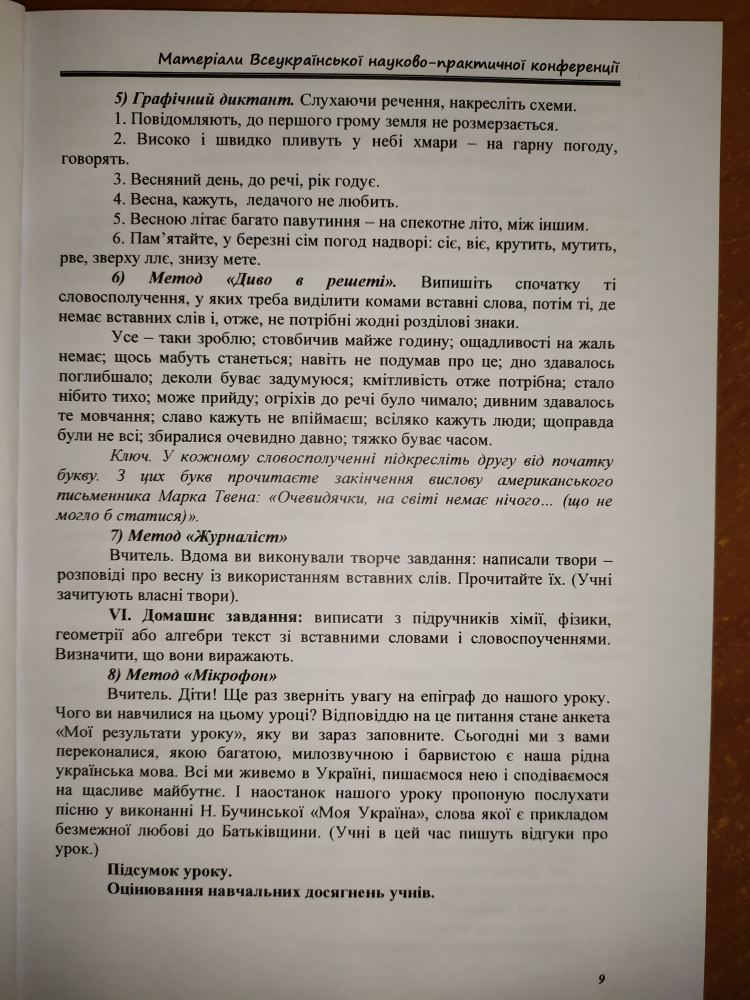 Матеріали Всеукраїнської науково-практичної конференції
5) Графічний диктант. Слухаючи речення, накресліть схеми.
1. Повідомляють, до першого грому земля не розмерзається.
2. Високо і швидко пливуть у небі хмари – на гарну погоду,
говорять.
3. Весняний день, до речі, рік годує.
4. Весна, кажуть, ледачого не любить.
5. Весною літає багато павутиння – на спекотне літо, між іншим.
6. Пам’ятайте, у березні сім погод надворі: сіє, віє, крутить, мутить,
рве, зверху ллє, знизу мете.
6) Метод «Диво в решеті». Випишіть спочатку ті
словосполучення, у яких треба виділити комами вставні слова, потім ті, де
немає вставних слів і, отже, не потрібні жодні розділові знаки.
Усе – таки зроблю; стовбичив майже годину; ощадливості на жаль
немає; щось мабуть станеться; навіть не подумав про це; дно здавалось
поглибшало; деколи буває задумуюся; кмітливість отже потрібна; стало
нібито тихо; може прийду; огріхів до речі було чимало; дивним здавалось
те мовчання; славо кажуть не впіймаєш; всіляко кажуть люди; щоправда
були не всі; збиралися очевидно давно; тяжко буває часом.
Ключ. У кожному словосполученні підкресліть другу від початку
букву. З цих букв прочитаєте закінчення вислову американського
письменника Марка Твена: «Очевидячки, на світі немає нічого... (що не
могло б статися)».
7) Метод «Журналіст»
Вчитель. Вдома ви виконували творче завдання: написали твори –
розповіді про весну із використанням вставних слів. Прочитайте їх. (Учні
зачитують власні твори).
VI. Домашнє завдання: виписати з підручників хімії, фізики,
геометрії або алгебри текст зі вставними словами і словоспоученнями.
Визначити, що вони виражають.
8) Метод «Мікрофон»
Вчитель. Діти! Ще раз зверніть увагу на епіграф до нашого уроку.
Чого ви навчилися на цьому уроці? Відповіддю на це питання стане анкета
«Мої результати уроку», яку ви зараз заповните. Сьогодні ми з вами
переконалися, якою багатою, милозвучною і барвистою є наша рідна
українська мова. Всі ми живемо в Україні, пишаємося нею і сподіваємося
на щасливе майбутнє. І наостанок нашого уроку пропоную послухати
пісню у виконанні Н. Бучинської «Моя Україна», слова якої є прикладом
безмежної любові до Батьківщини. (Учні в цей час пишуть відгуки про
урок.)
Підсумок уроку.
Оцінювання навчальних досягнень учнів.
9